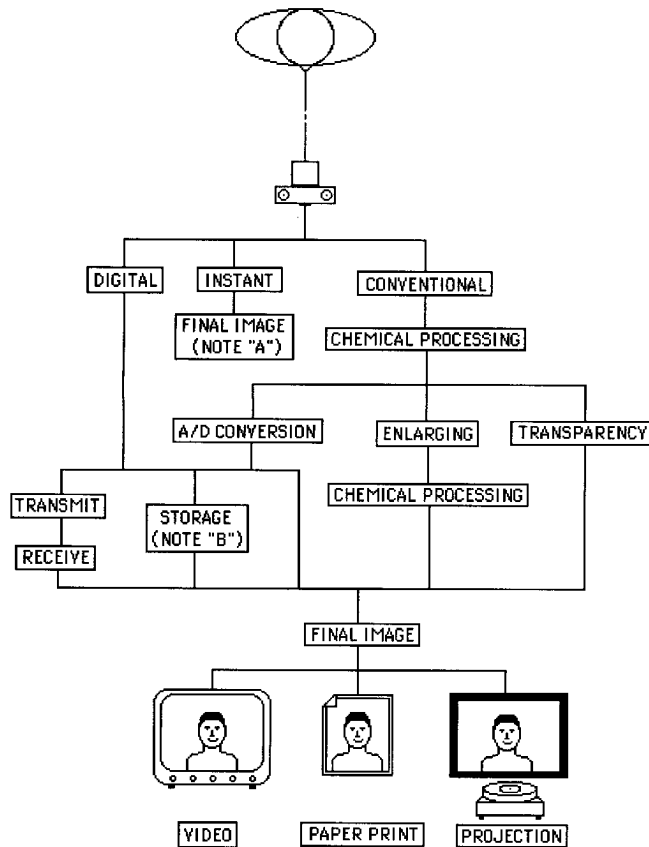 DIGITAL
INSTANT
CONVENTIONAL
FINAL IMAGE
(NOTE "A")
CHEMICAL PROCESSING
A/D CONVERSION
ENLARGING
TRANSPARENCY
TRANSMIT
STORAGE
(NOTE "B")
CHEMICAL PROCESSING
RECEIVE
FINAL IMAGE
VIDEO
PAPER PRINT
PROJECTION